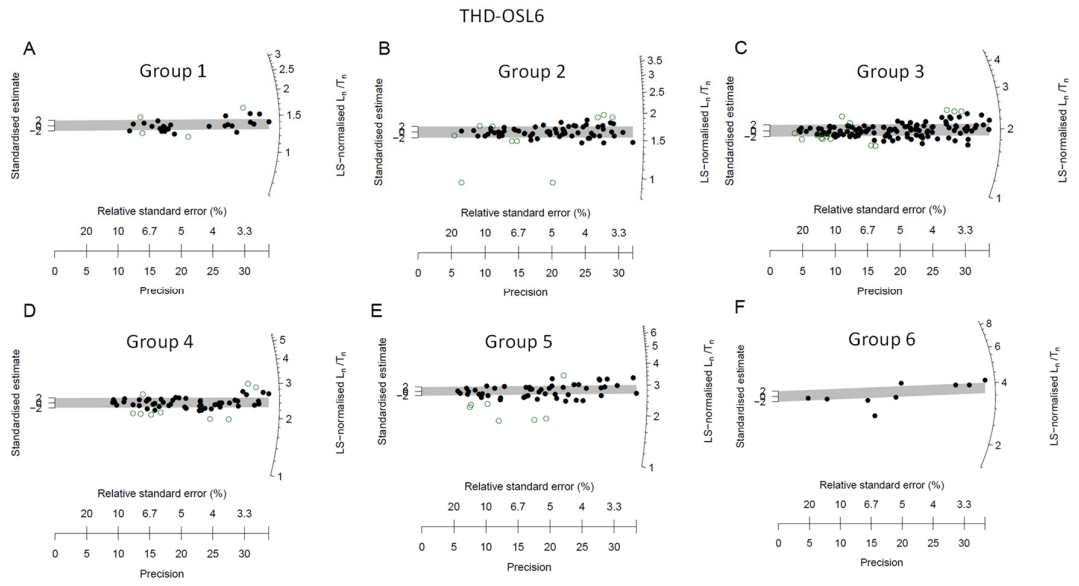 THD-OSL6
A
Group 1
Standardised estimate
2
0
−2
3
2.5
2
1.5
1
LS−normalised Ln/Tn
Relative standard error (%)
20 10 6.7 5 4 3.3
0 5 10 15 20 25 30
Precision
B
Group 2
Standardised estimate
2
0
−2
3.5
3
2.5
2
1.5
1
LS−normalised Ln/Tn
Relative standard error (%)
20 10 6.7 5 4 3.3
0 5 10 15 20 25 30
Precision
C
Group 3
Standardised estimate
2
0
−2
4
3
2
1
LS−normalised Ln/Tn
Relative standard error (%)
20 10 6.7 5 4 3.3
0 5 10 15 20 25 30
Precision
D
Group 4
Standardised estimate
2
0
−2
5
4
3
2
1
LS−normalised Ln/Tn
Relative standard error (%)
20 10 6.7 5 4 3.3
0 5 10 15 20 25 30
Precision
E
Group 5
Standardised estimate
2
0
−2
6
5
4
3
2
1
LS−normalised Ln/Tn
Relative standard error (%)
20 10 6.7 5 4 3.3
0 5 10 15 20 25 30
Precision
F
Group 6
Standardised estimate
2
0
−2
8
6
4
2
LS−normalised Ln/Tn
Relative standard error (%)
20 10 6.7 5 4 3.3
0 5 10 15 20 25 30
Precision